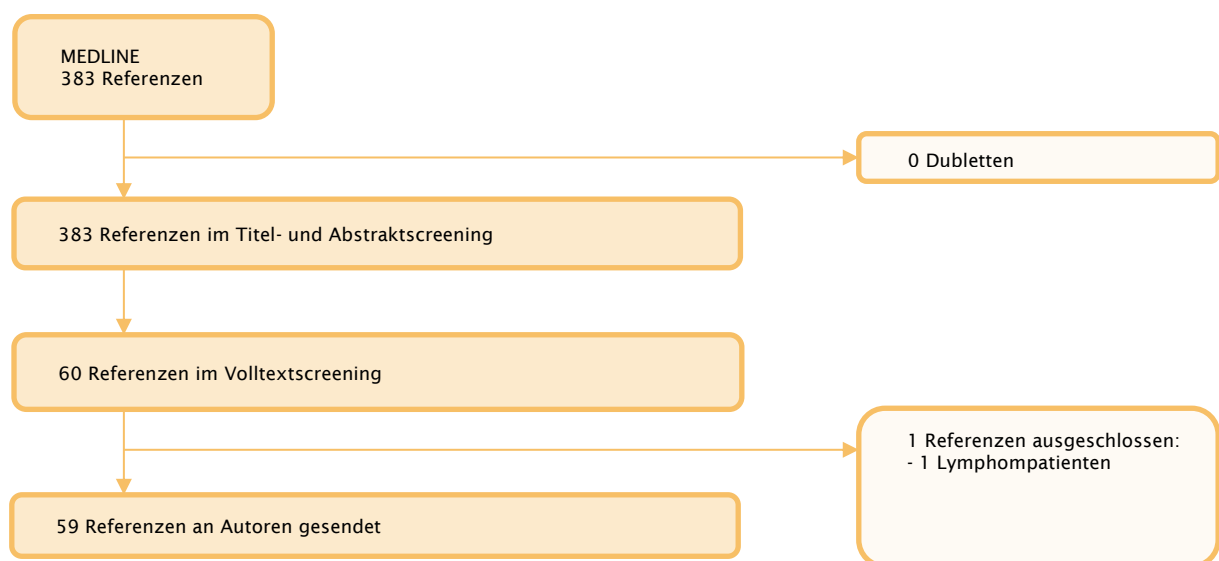 MEDLINE
383 Referenzen
0 Dubletten
383 Referenzen im Titel- und Abstraktscreening
60 Referenzen im Volltextscreening
1 Referenzen ausgeschlossen:
- 1 Lymphompatienten
59 Referenzen an Autoren gesendet